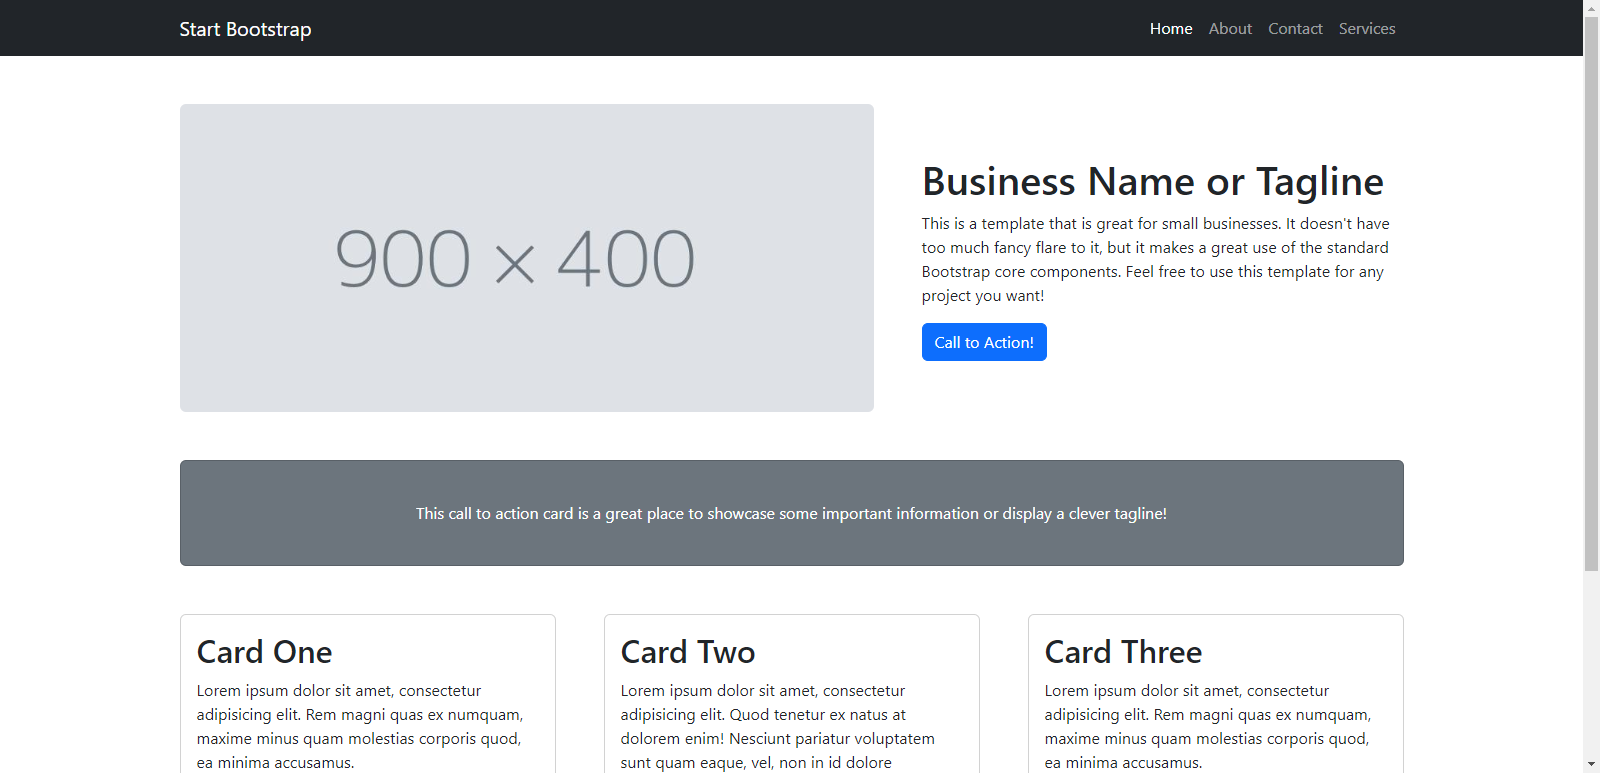 Start Bootstrap
Home About Contact Services
900 × 400
Business Name or Tagline
This is a template that is great for small businesses. It doesn't have
too much fancy flare to it, but it makes a great use of the standard
Bootstrap core components. Feel free to use this template for any
project you want!
Call to Action!
This call to action card is a great place to showcase some important information or display a clever tagline!
Card One
Lorem ipsum dolor sit amet, consectetur
adipisicing elit. Rem magni quas ex numquam,
maxime minus quam molestias corporis quod,
ea minima accusamus.
Card Two
Lorem ipsum dolor sit amet, consectetur
adipisicing elit. Quod tenetur ex natus at
dolorem enim! Nesciunt pariatur voluptatem
sunt quam eaque, vel, non in id dolore
Card Three
Lorem ipsum dolor sit amet, consectetur
adipisicing elit. Rem magni quas ex numquam,
maxime minus quam molestias corporis quod,
ea minima accusamus.